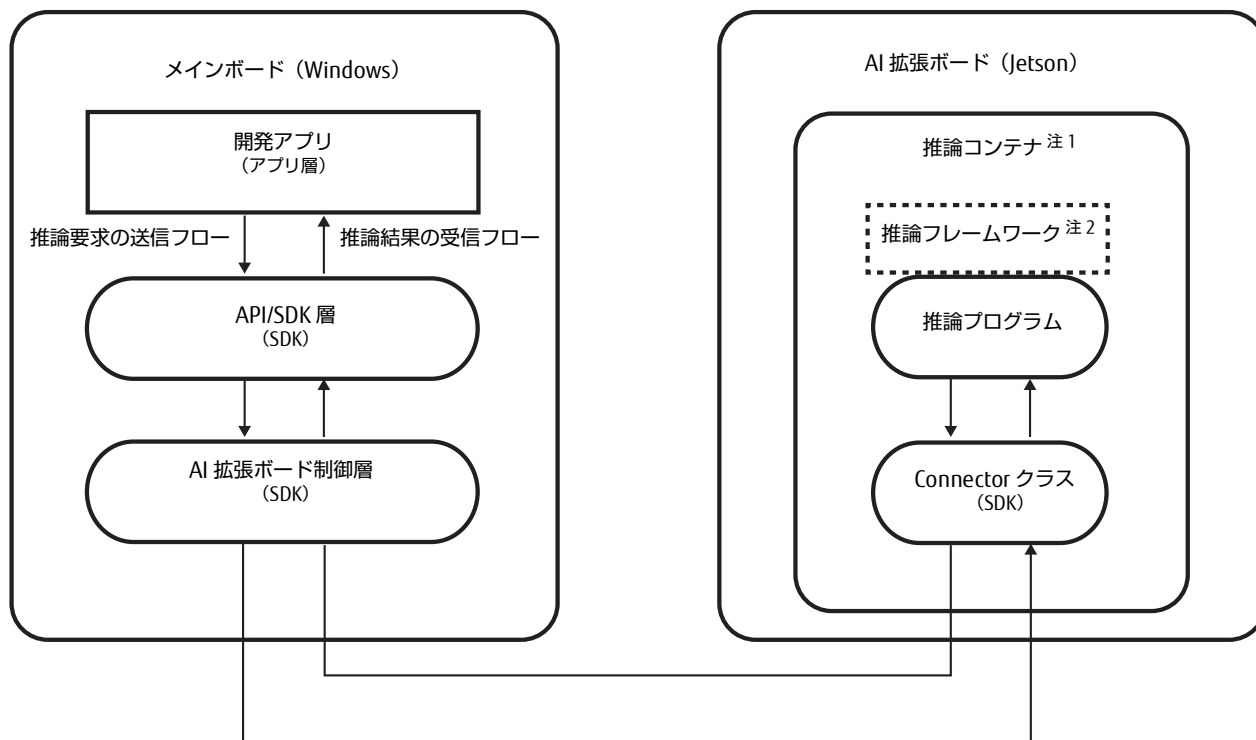 メインボード（Windows）
開発アプリ
（アプリ層）
推論要求の送信フロー
推論結果の受信フロー
API/SDK 層
（SDK）
AI 拡張ボード制御層
（SDK）
AI 拡張ボード（Jetson）
推論コンテナ 注 1
推論フレームワーク 注 2
推論プログラム
Connector クラス
（SDK）